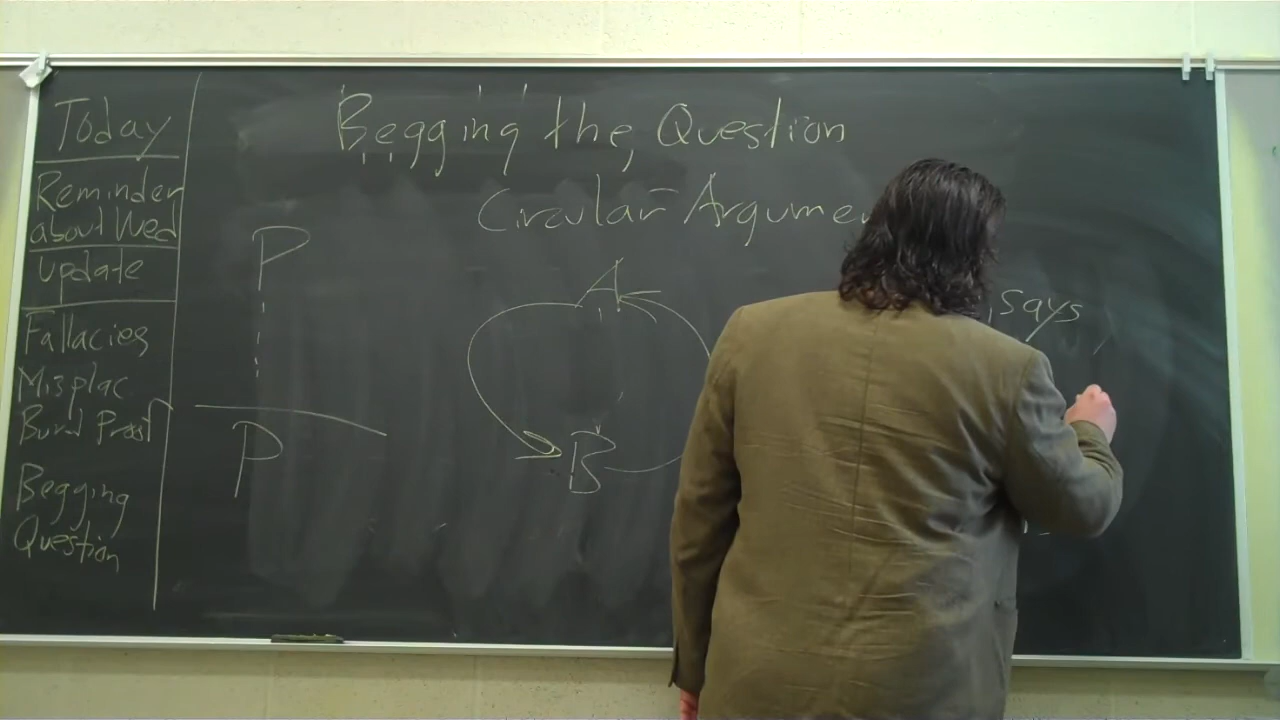 Today
Reminder
about Wed
update
Fallacies
Misplac
Burd Proof
Begging
Question
Begging the Question
Circular Argumen
P
P
A
B
says